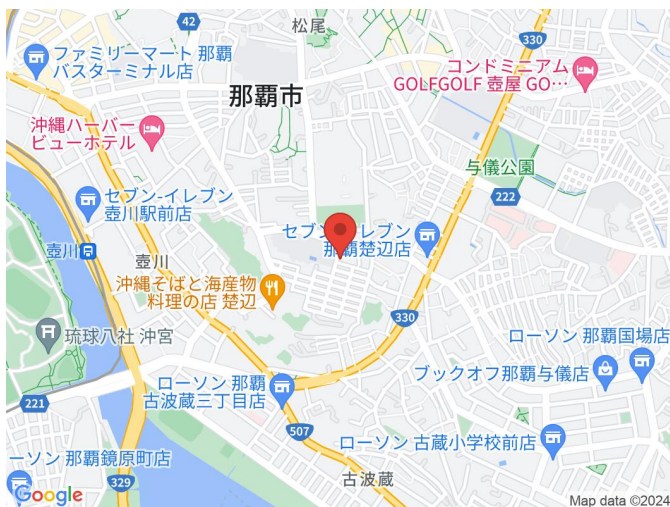 42
松尾
330
ファミリーマート 那覇
バスターミナル店
コンドミニアム
GOLFGOLF 壺屋 GO…
那覇市
沖縄ハーバー
ビューホテル
与儀公園
222
セブン-イレブン
壺川駅前店
セブン-イレブン
那覇楚辺店
壺川
壺川
沖縄そばと海産物
料理の店 楚辺
330
琉球八社 沖宮
ローソン 那覇国場店
ブックオフ那覇与儀店
ローソン 那覇
古波蔵三丁目店
221
507
ローソン 古蔵小学校前店
ーソン 那覇鏡原町店
古波蔵
329
Google
Map data ©2024